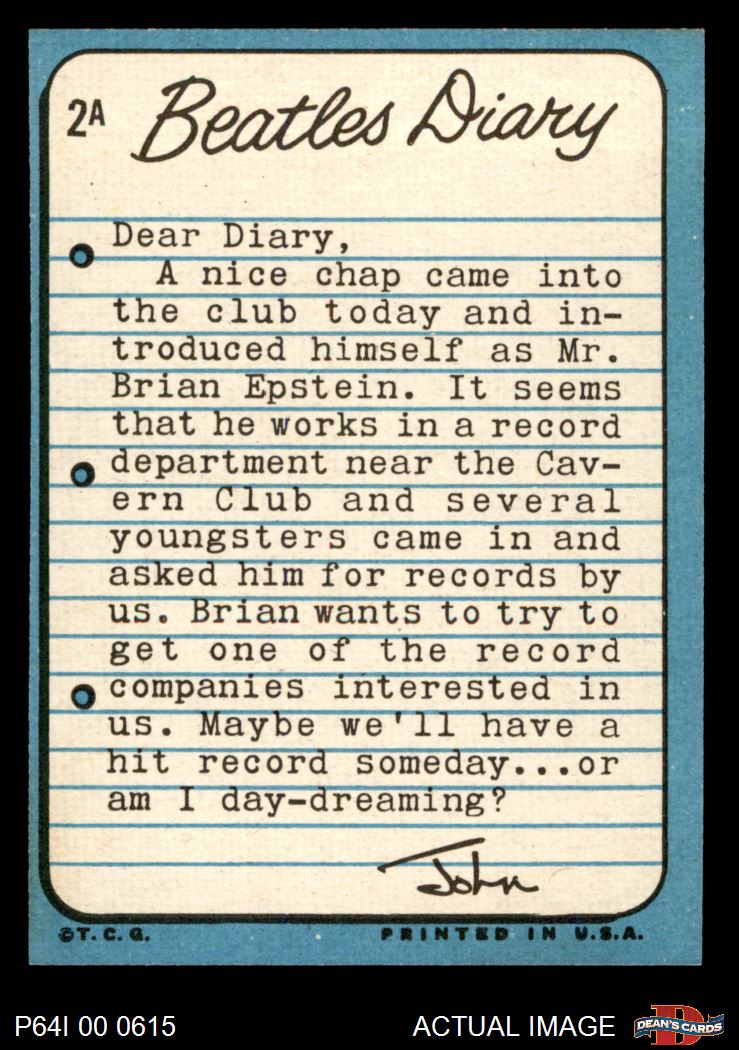 2A Beatles Diary
Dear Diary,
A nice chap came into
the club today and in-
troduced himself as Mr.
Brian Epstein. It seems
that he works in a record
department near the Cav-
ern Club and several
youngsters came in and
asked him for records by
us. Brian wants to try to
get one of the record
companies interested in
us. Maybe we'll have a
hit record someday...or
am I day-dreaming?
John
©T.C.G. PRINTED IN U.S.A.
P64I 00 0615 ACTUAL IMAGE D DEAN'S CARDS